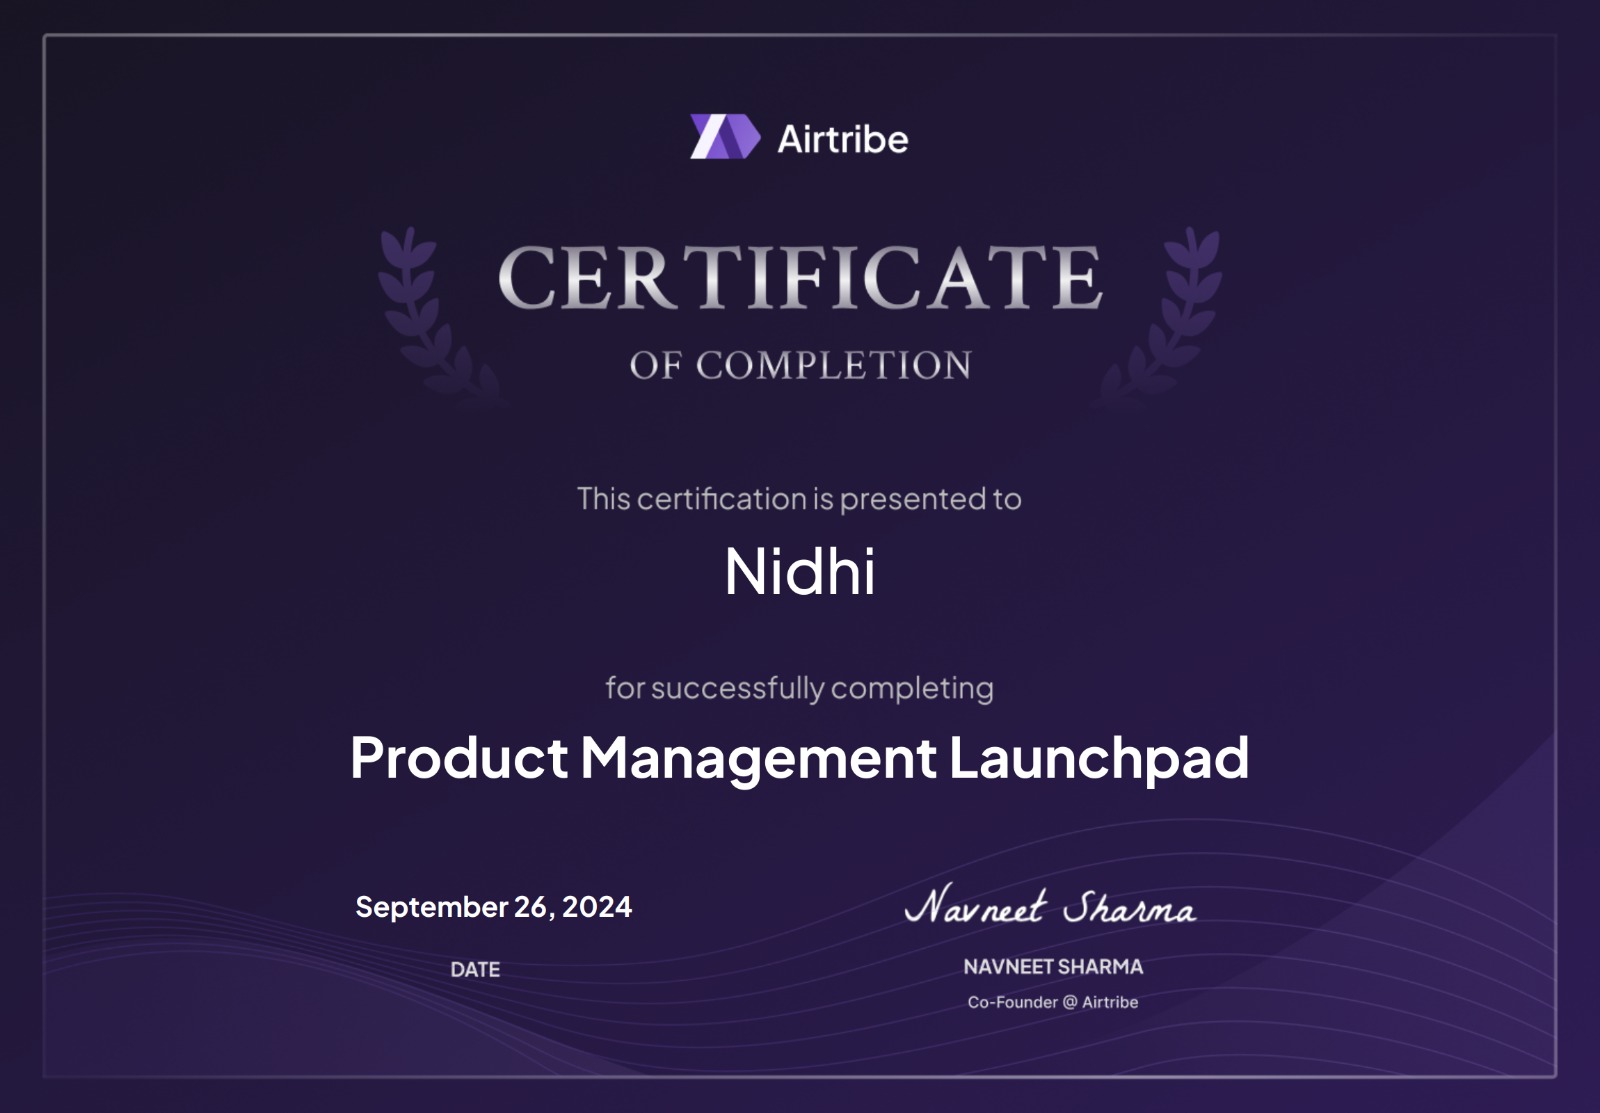 Airtribe
CERTIFICATE
OF COMPLETION
This certification is presented to
Nidhi
for successfully completing
Product Management Launchpad
September 26, 2024
DATE
Navneet Sharma
NAVNEET SHARMA
Co-Founder @ Airtribe